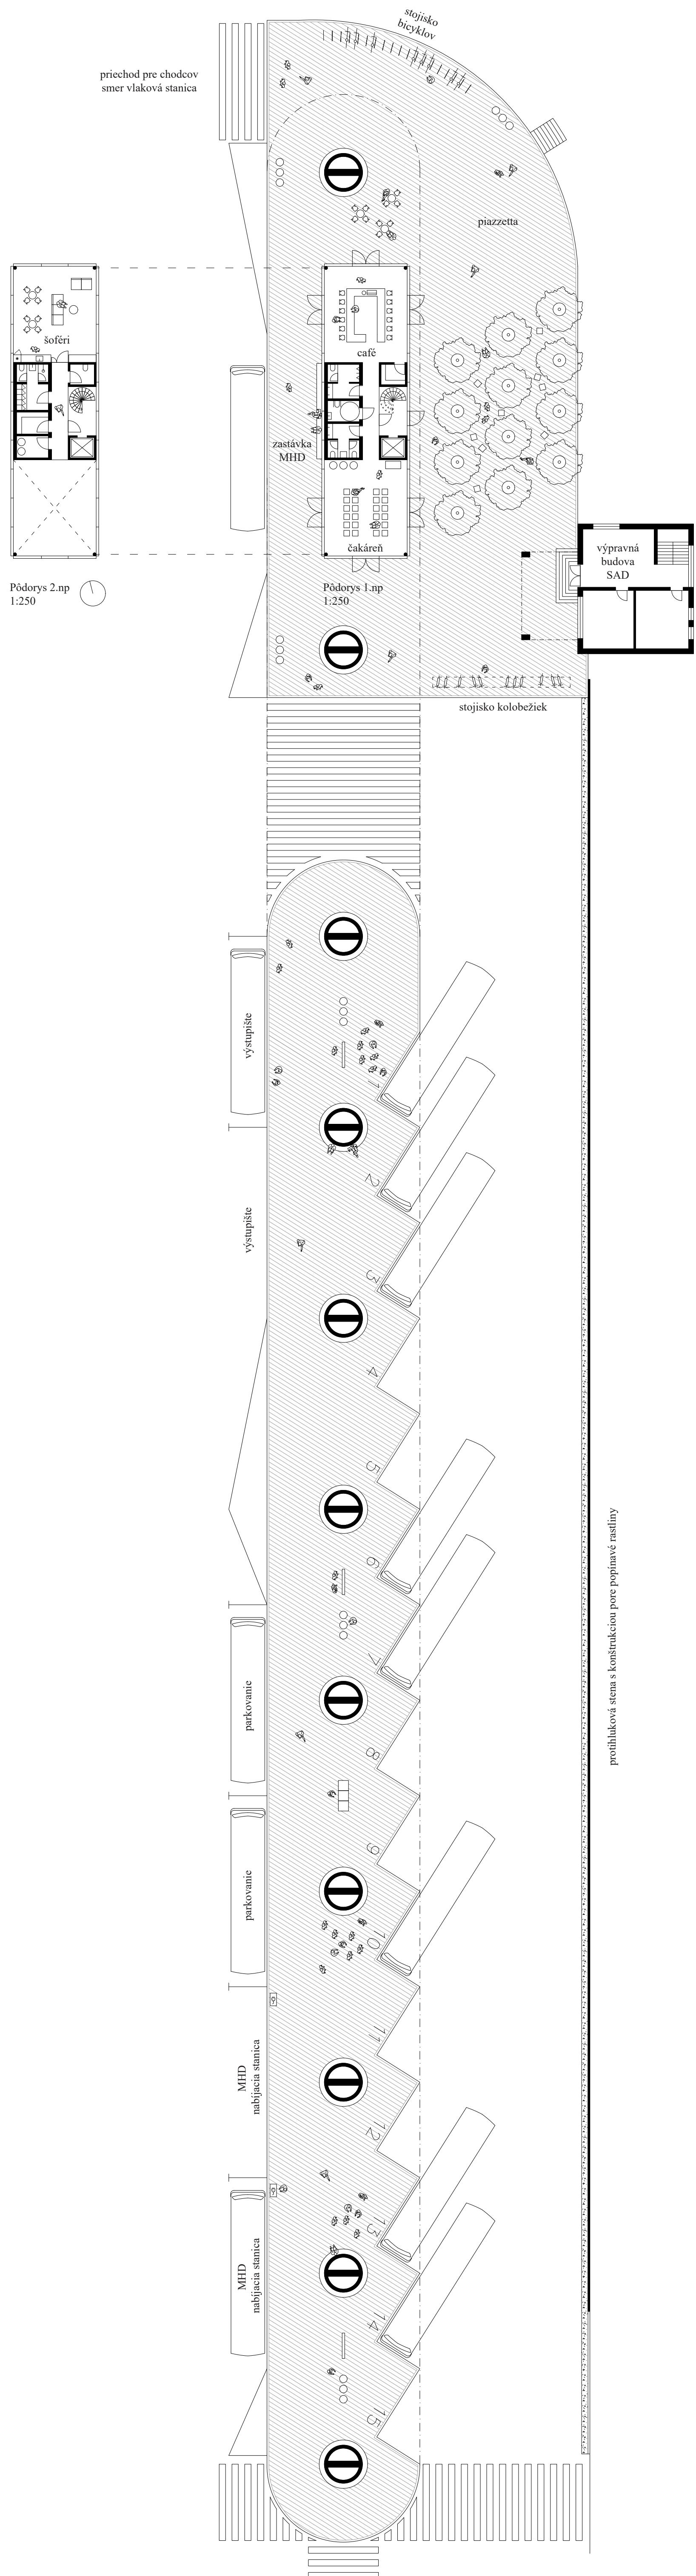 stojisko
bicyklov
priechod pre chodcov
smer vlaková stanica
piazzetta
šoféri
café
zastávka
MHD
čakáreň
výpravná
budova
SAD
Pôdorys 2.np
1:250
Pôdorys 1.np
1:250
stojisko kolobežiek
výstupište
1
2
výstupište
3
4
5
6
protihluková stena s konštrukciou pore popínavé rastliny
7
parkovanie
8
9
parkovanie
10
11
MHD
nabíjacia stanica
12
13
MHD
nabíjacia stanica
14
15